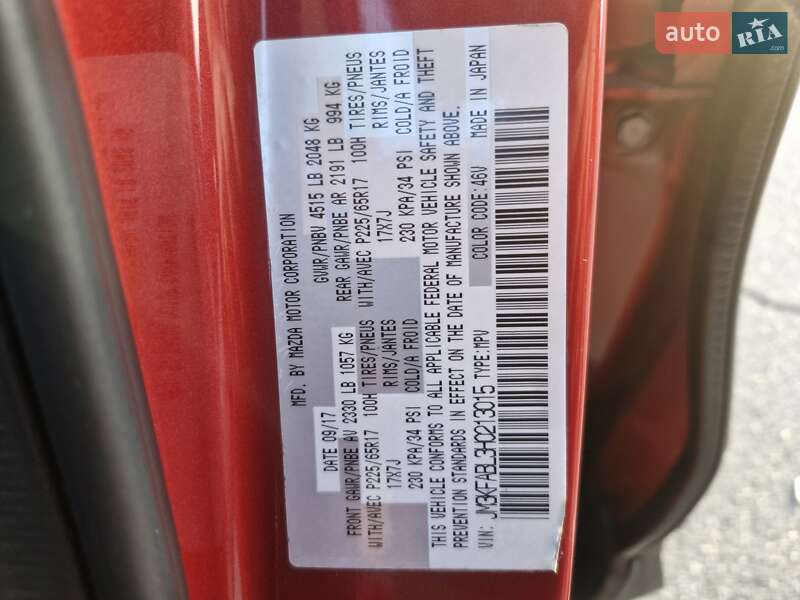 MFD. BY MAZDA MOTOR CORPORATION
DATE 09/17 GVWR/PNBV 4515 LB 2048 KG
FRONT GAWR/PNBE AV 2330 LB 1057 KG REAR GAWR/PNBE AR 2191 LB 994 KG
WITH/AVEC P225/65R17 100H TIRES/PNEUS WITH/AVEC P225/65R17 100H TIRES/PNEUS
17X7J RIMS/JANTES 17X7J RIMS/JANTES
230 KPA/34 PSI COLD/A FROID 230 KPA/34 PSI COLD/A FROID
THIS VEHICLE CONFORMS TO ALL APPLICABLE FEDERAL MOTOR VEHICLE SAFETY AND THEFT
PREVENTION STANDARDS IN EFFECT ON THE DATE OF MANUFACTURE SHOWN ABOVE.
VIN: JM3KFABL3H0213015 TYPE:MPV COLOR CODE:46V MADE IN JAPAN
auto RIA.com